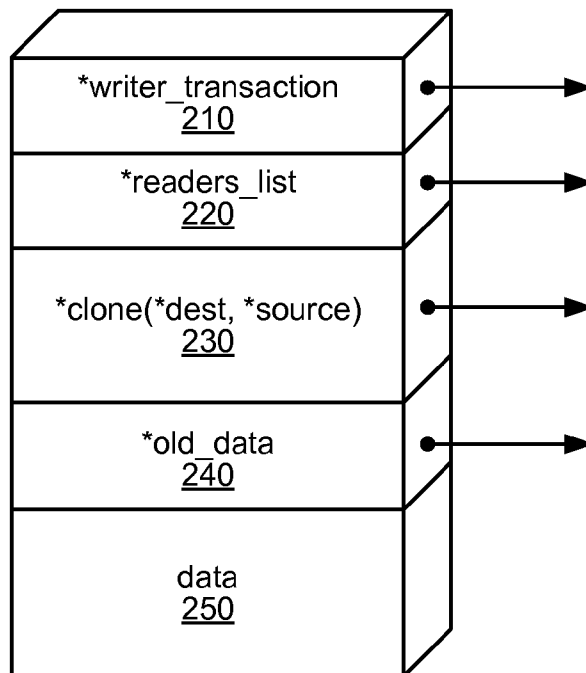 *writer_transaction
210
*readers_list
220
*clone(*dest, *source)
230
*old_data
240
data
250